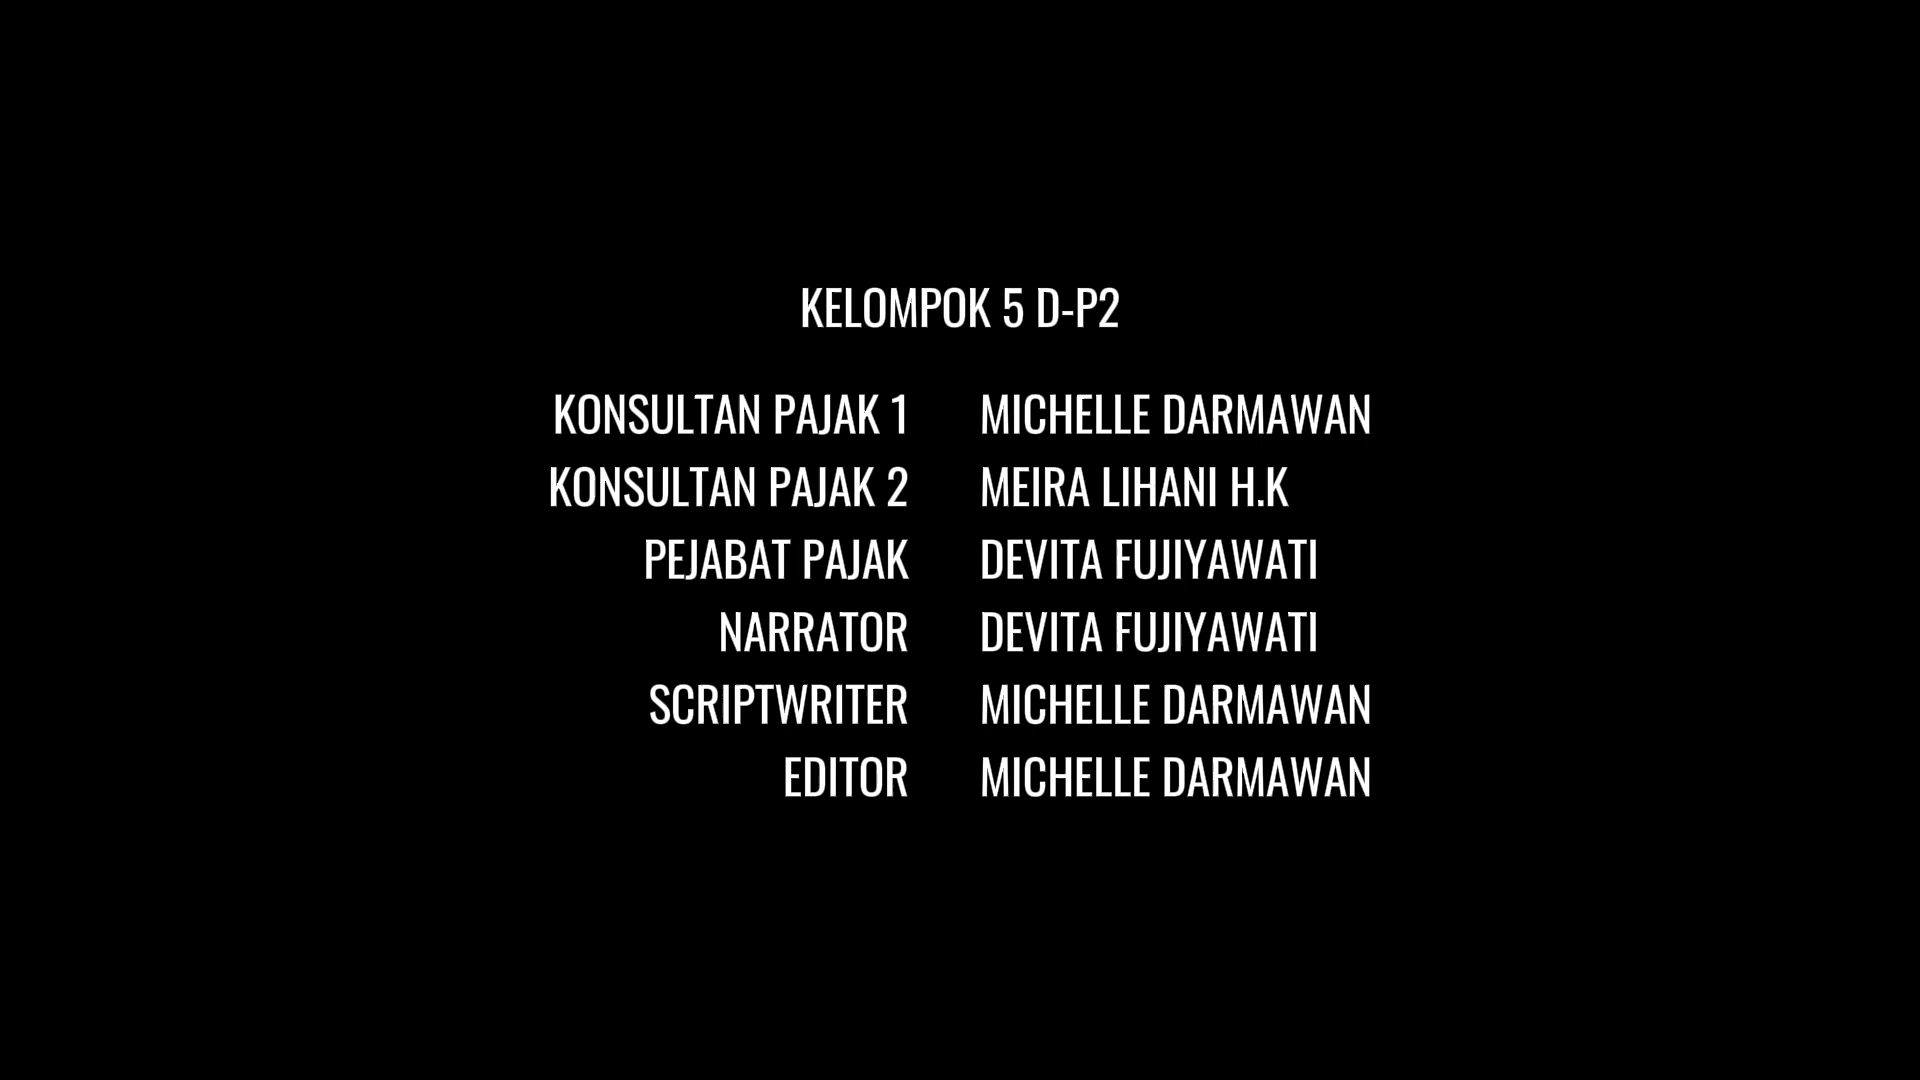 KELOMPOK 5 D-P2
KONSULTAN PAJAK 1 MICHELLE DARMAWAN
KONSULTAN PAJAK 2 MEIRA LIHANI H.K
PEJABAT PAJAK DEVITA FUJIYAWATI
NARRATOR DEVITA FUJIYAWATI
SCRIPTWRITER MICHELLE DARMAWAN
EDITOR MICHELLE DARMAWAN